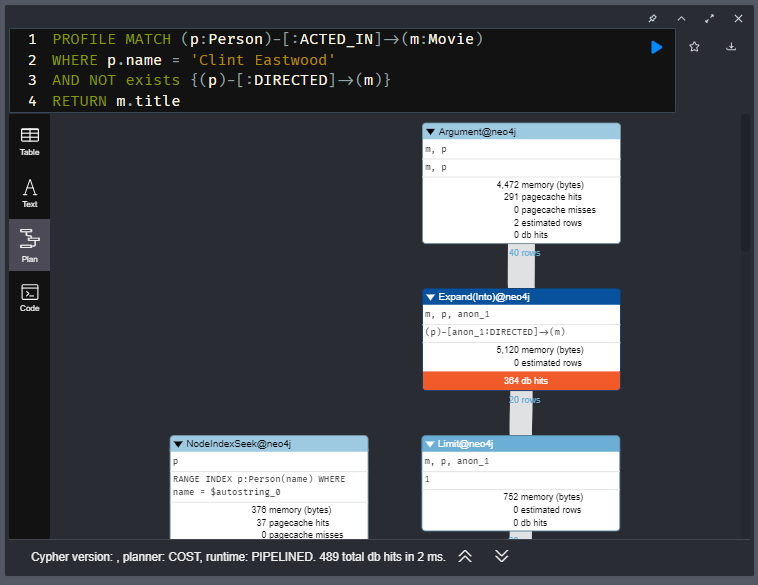 1 PROFILE MATCH (p:Person)-[:ACTED_IN]->(m:Movie)
2 WHERE p.name = 'Clint Eastwood'
3 AND NOT exists {(p)-[:DIRECTED]->(m)}
4 RETURN m.title
Table
Text
Plan
Code
Argument@neo4j
m, p
m, p
4,472 memory (bytes)
291 pagecache hits
0 pagecache misses
2 estimated rows
0 db hits
40 rows
Expand(Into)@neo4j
m, p, anon_1
(p)-[anon_1:DIRECTED]->(m)
5,120 memory (bytes)
0 estimated rows
364 db hits
20 rows
NodeIndexSeek@neo4j
p
RANGE INDEX p:Person(name) WHERE
name = $autostring_0
376 memory (bytes)
37 pagecache hits
0 pagecache misses
Limit@neo4j
m, p, anon_1
1
752 memory (bytes)
0 estimated rows
0 db hits
Cypher version: , planner: COST, runtime: PIPELINED. 489 total db hits in 2 ms.